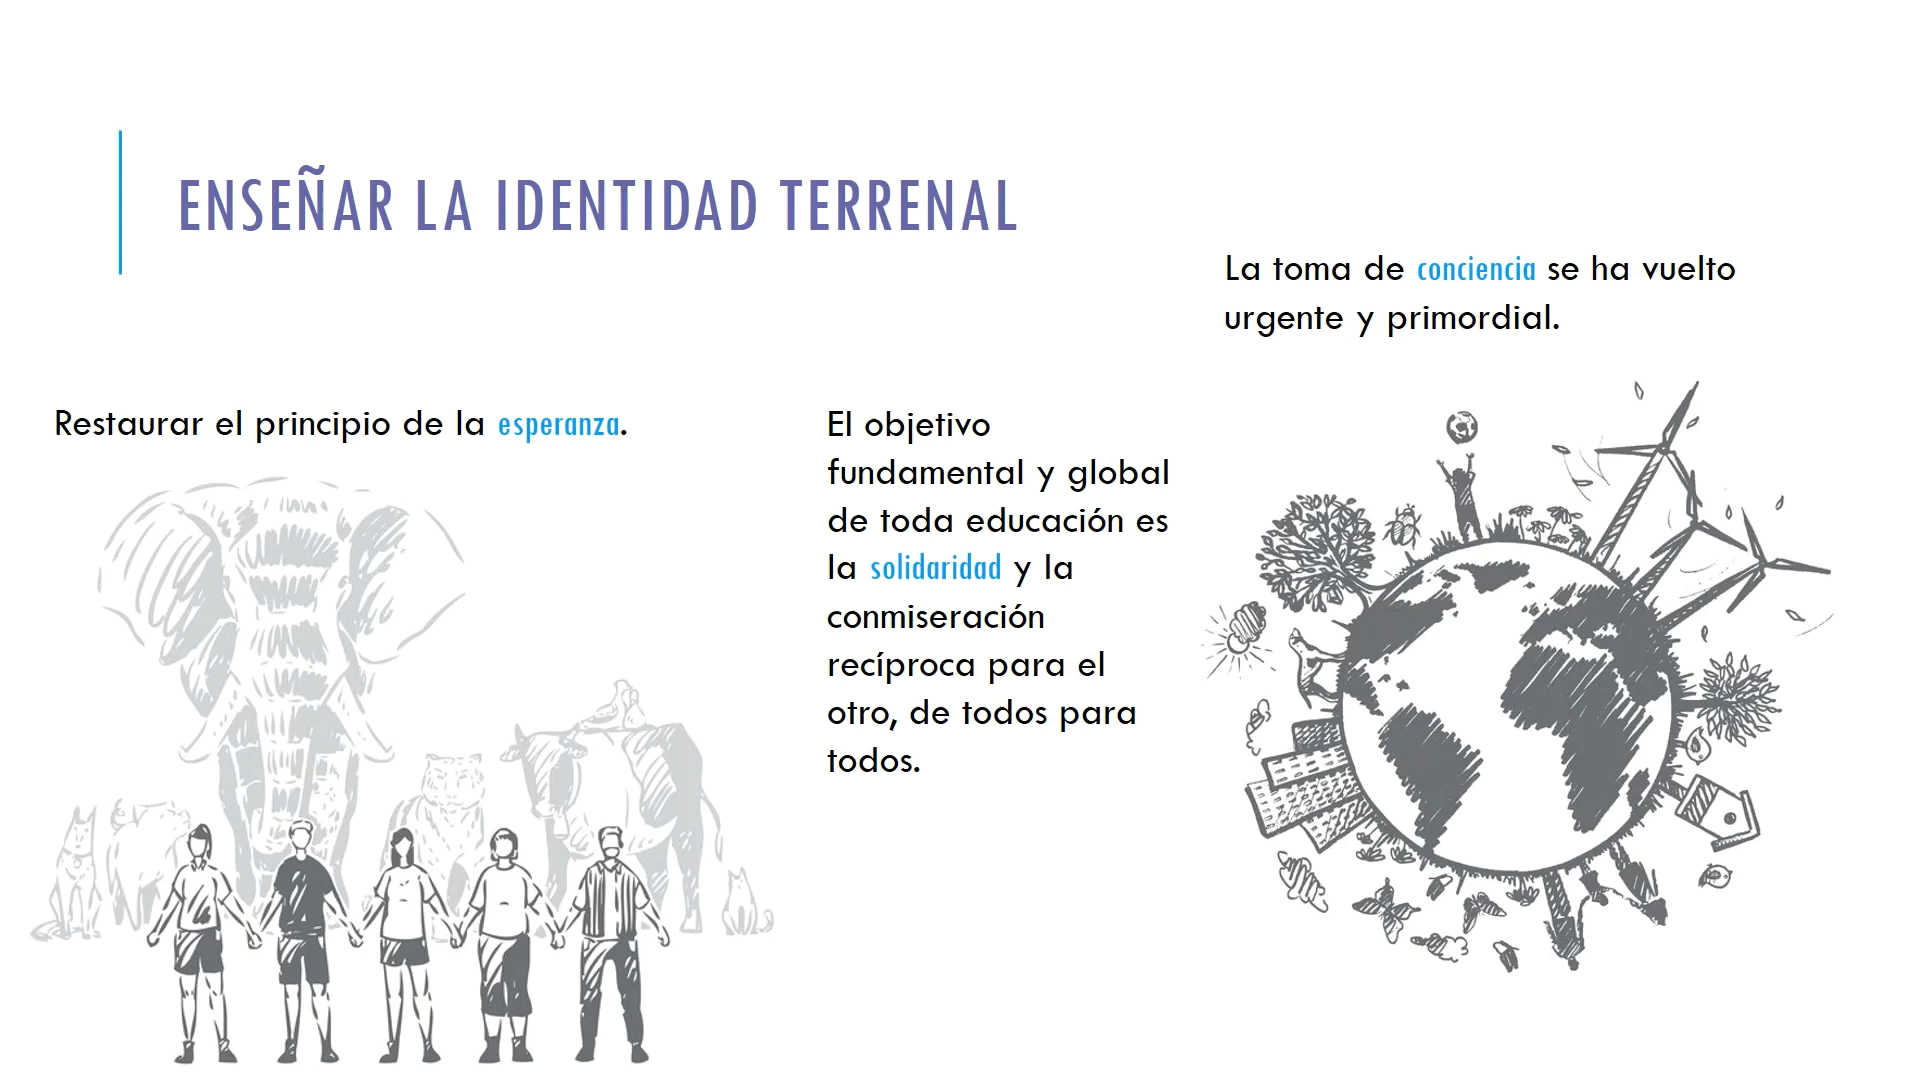 ENSEÑAR LA IDENTIDAD TERRENAL
Restaurar el principio de la esperanza.
El objetivo
fundamental y global
de toda educación es
la solidaridad y la
conmiseración
recíproca para el
otro, de todos para
todos.
La toma de conciencia se ha vuelto
urgente y primordial.